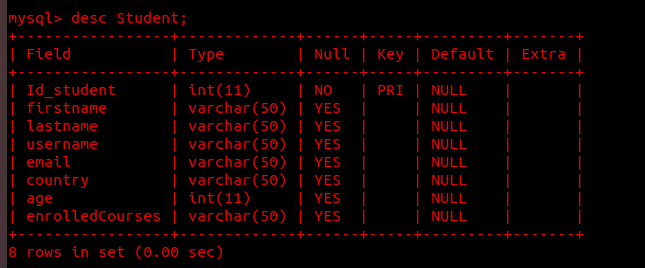 mysql> desc Student;
+-----------------+-------------+------+-----+---------+-------+
| Field           | Type        | Null | Key | Default | Extra |
+-----------------+-------------+------+-----+---------+-------+
| Id_student      | int(11)     | NO   | PRI | NULL    |       |
| firstname       | varchar(50) | YES  |     | NULL    |       |
| lastname        | varchar(50) | YES  |     | NULL    |       |
| username        | varchar(50) | YES  |     | NULL    |       |
| email           | varchar(50) | YES  |     | NULL    |       |
| country         | varchar(50) | YES  |     | NULL    |       |
| age             | int(11)     | YES  |     | NULL    |       |
| enrolledCourses | varchar(50) | YES  |     | NULL    |       |
+-----------------+-------------+------+-----+---------+-------+
8 rows in set (0.00 sec)